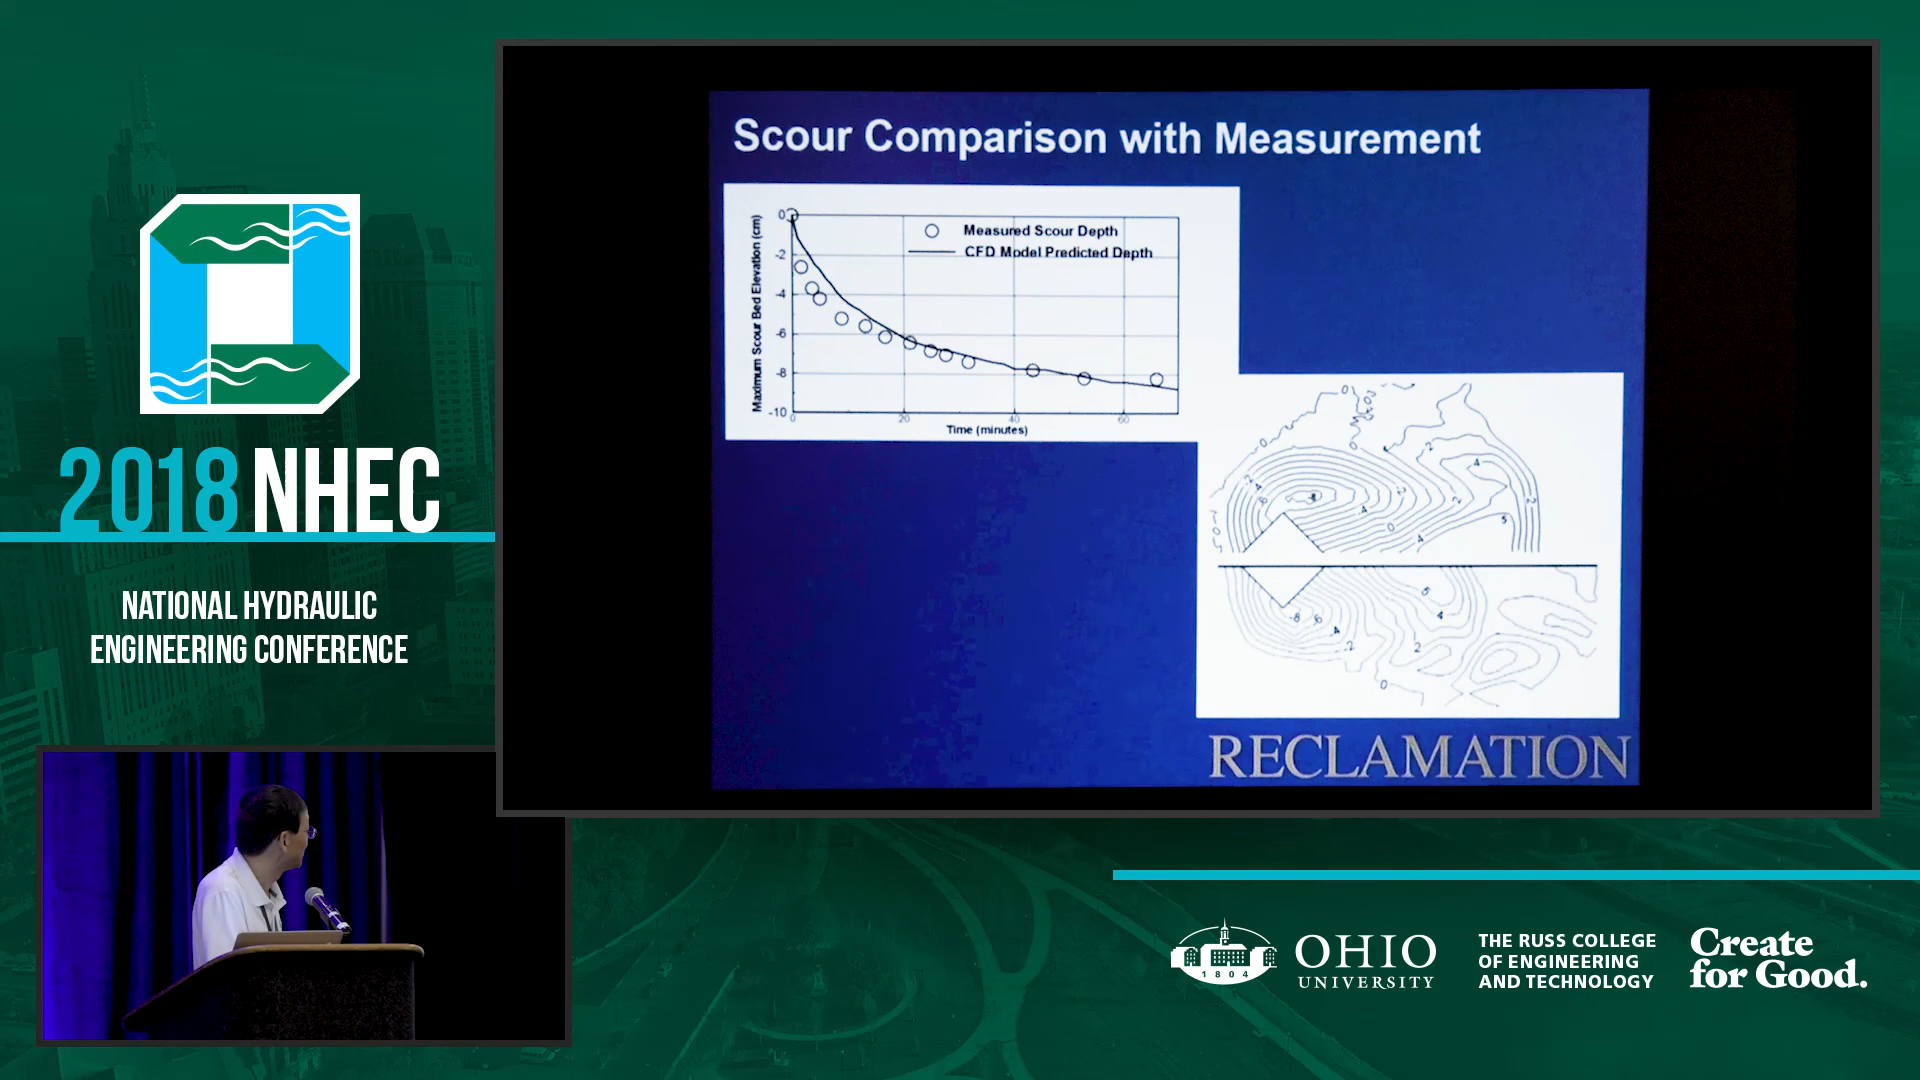 2018 NHEC
NATIONAL HYDRAULIC
ENGINEERING CONFERENCE
Scour Comparison with Measurement
Maximum Scour Bed Elevation (cm)
0
-2
-4
-6
-8
-10
Measured Scour Depth
CFD Model Predicted Depth
0 20 40 60
Time (minutes)
RECLAMATION
1804
OHIO
UNIVERSITY
THE RUSS COLLEGE
OF ENGINEERING
AND TECHNOLOGY
Create
for Good.